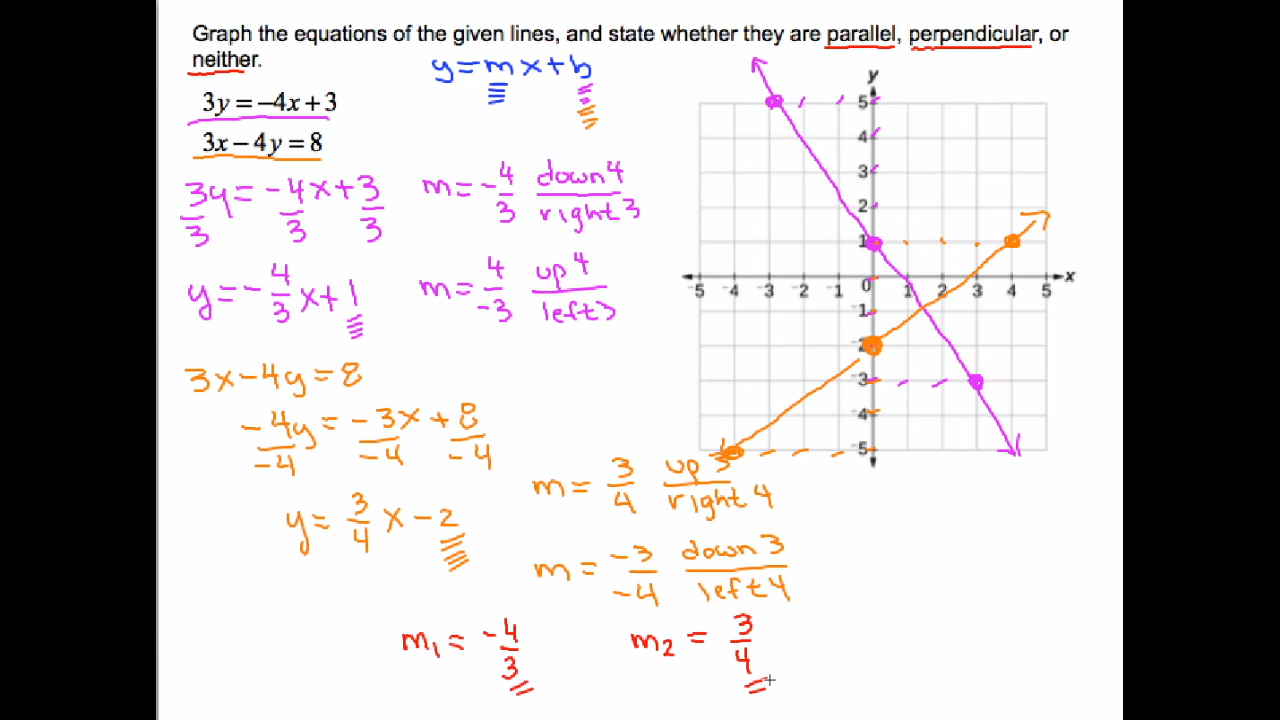 Graph the equations of the given lines, and state whether they are parallel, perpendicular, or
neither.
y = mx + b
3y = –4x + 3
3x – 4y = 8
3y/3 = -4x/3 + 3/3
y = -4/3 x + 1
m = -4/3 down 4/right 3
m = 4/-3 up 4/left 3
3x - 4y = 8
-4y/-4 = -3x/-4 + 8/-4
y = 3/4 x - 2
m = 3/4 up 3/right 4
m = -3/-4 down 3/left 4
m1 = -4/3
m2 = 3/4
y
5
4
3
2
1
-5 -4 -3 -2 -1 0 1 2 3 4 5 x
-1
-2
-3
-4
-5